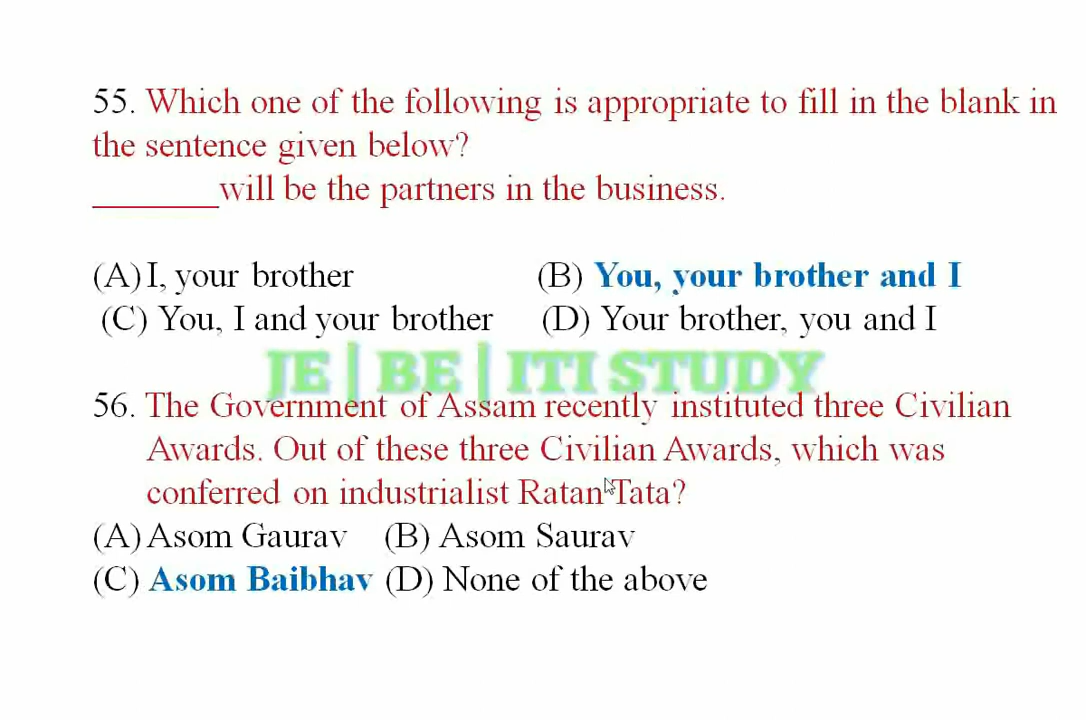 55. Which one of the following is appropriate to fill in the blank in
the sentence given below?
_______will be the partners in the business.
(A) I, your brother (B) You, your brother and I
(C) You, I and your brother (D) Your brother, you and I
JE | BE | ITI STUDY
56. The Government of Assam recently instituted three Civilian
Awards. Out of these three Civilian Awards, which was
conferred on industrialist Ratan Tata?
(A) Asom Gaurav (B) Asom Saurav
(C) Asom Baibhav (D) None of the above